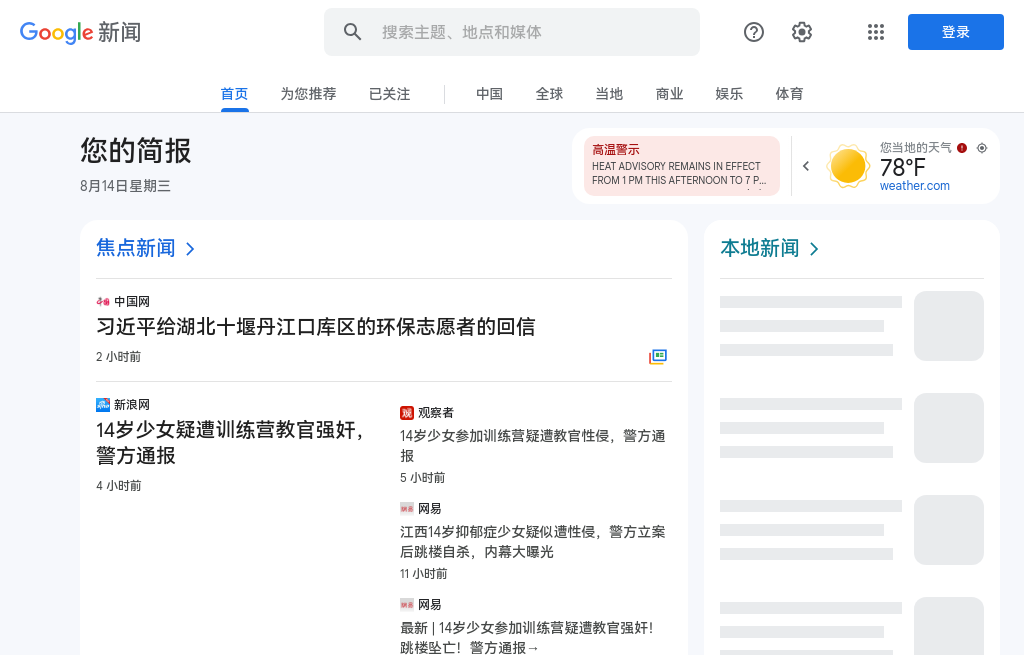 Google 新闻
搜索主题、地点和媒体
登录
首页
为您推荐
已关注
中国
全球
当地
商业
娱乐
体育
您的简报
8月14日星期三
高温警示
HEAT ADVISORY REMAINS IN EFFECT
FROM 1 PM THIS AFTERNOON TO 7 P...
您当地的天气
78°F
weather.com
焦点新闻
中国网
习近平给湖北十堰丹江口库区的环保志愿者的回信
2 小时前
新浪网
14岁少女疑遭训练营教官强奸，
警方通报
4 小时前
观 观察者
14岁少女参加训练营疑遭教官性侵，警方通
报
5 小时前
网易
江西14岁抑郁症少女疑似遭性侵，警方立案
后跳楼自杀，内幕大曝光
11 小时前
网易
最新 | 14岁少女参加训练营疑遭教官强奸！
跳楼坠亡！警方通报→
本地新闻